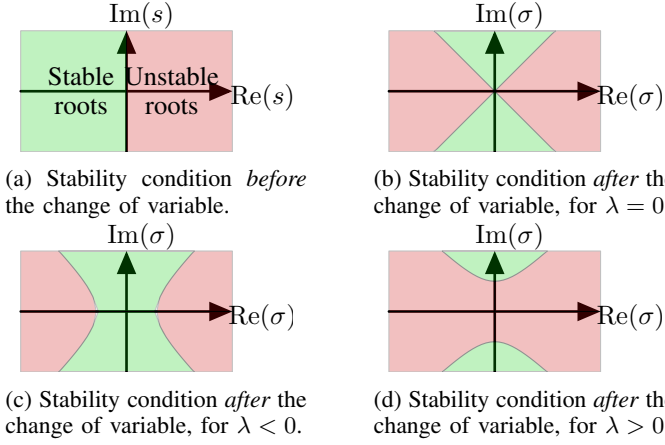 Im(s)
Stable Unstable
roots roots
Re(s)
(a) Stability condition before
the change of variable.
Im(σ)
Re(σ)
(b) Stability condition after the
change of variable, for λ = 0
Im(σ)
Re(σ)
(c) Stability condition after the
change of variable, for λ < 0.
Im(σ)
Re(σ)
(d) Stability condition after the
change of variable, for λ > 0